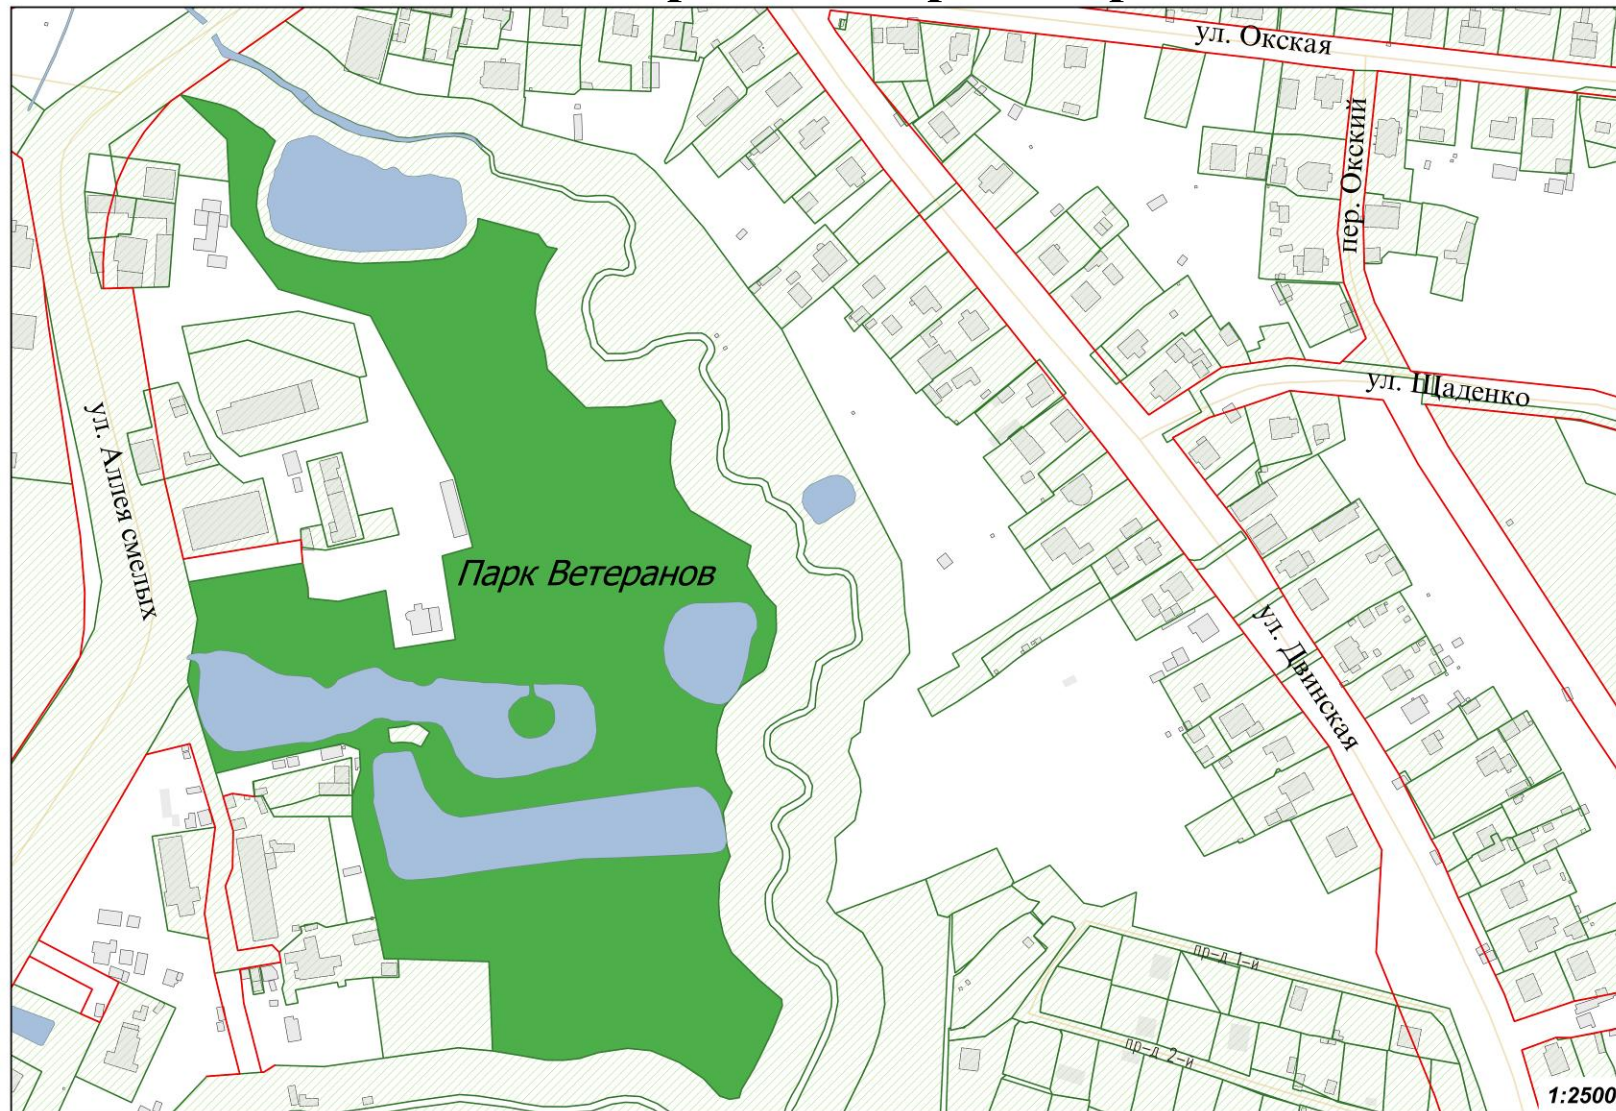 ул. Окская
пер. Окский
ул. Щаденко
ул. Аллея смелых
Парк Ветеранов
ул. Двинская
пр-д 1-й
пр-д 2-й
1:2500